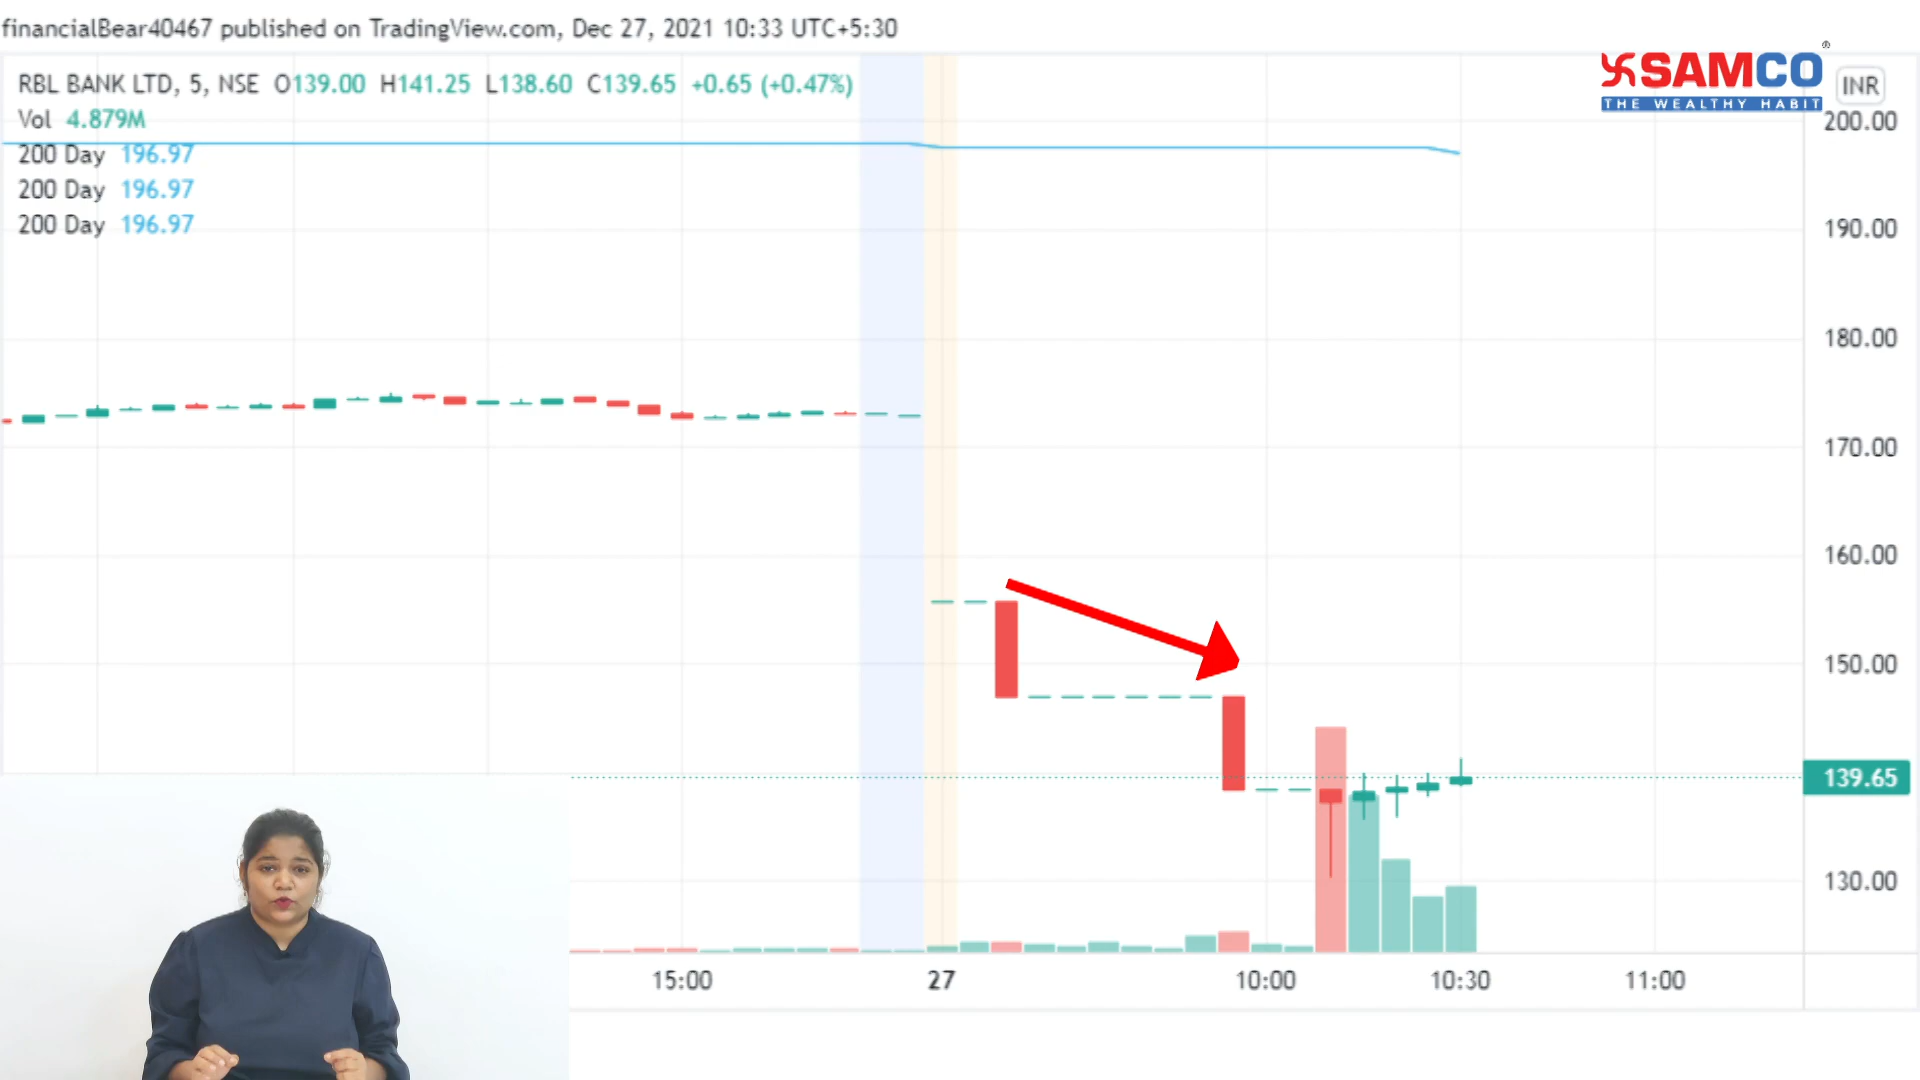 financialBear40467 published on TradingView.com, Dec 27, 2021 10:33 UTC+5:30
RBL BANK LTD, 5, NSE O139.00 H141.25 L138.60 C139.65 +0.65 (+0.47%)
Vol 4.879M
200 Day 196.97
200 Day 196.97
200 Day 196.97
SAMCO ®
THE WEALTHY HABIT
INR
200.00
190.00
180.00
170.00
160.00
150.00
139.65
130.00
15:00 27 10:00 10:30 11:00